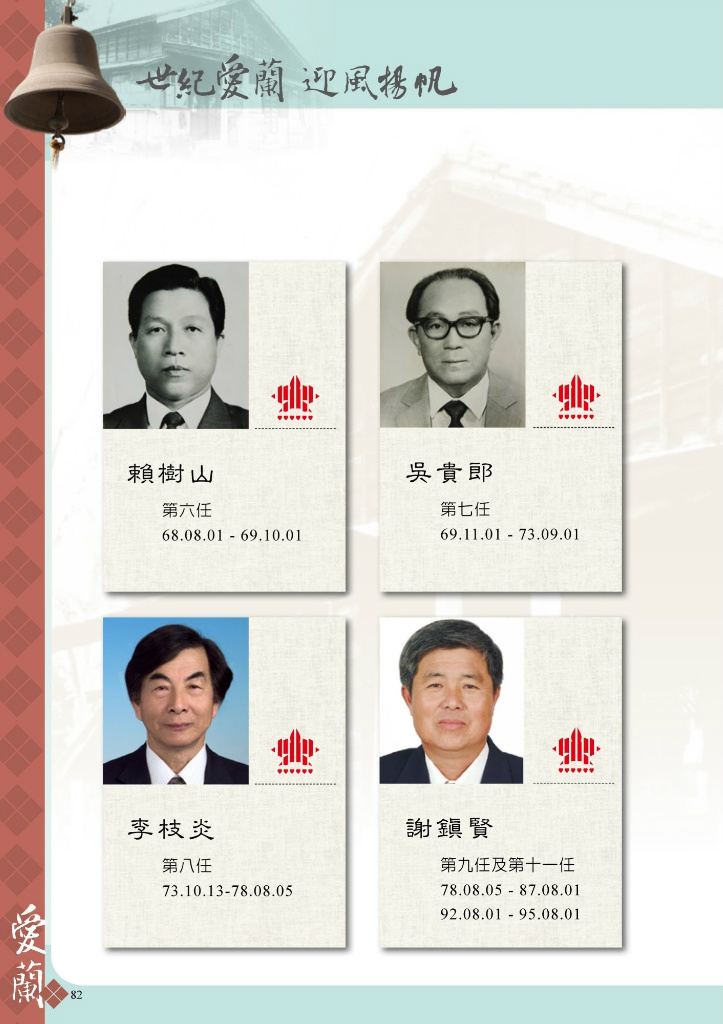 世紀愛蘭 迎風揚帆
賴樹山
第六任
68.08.01 - 69.10.01
吳貴郎
第七任
69.11.01 - 73.09.01
李枝炎
第八任
73.10.13-78.08.05
謝鎭賢
第九任及第十一任
78.08.05 - 87.08.01
92.08.01 - 95.08.01
愛蘭
82